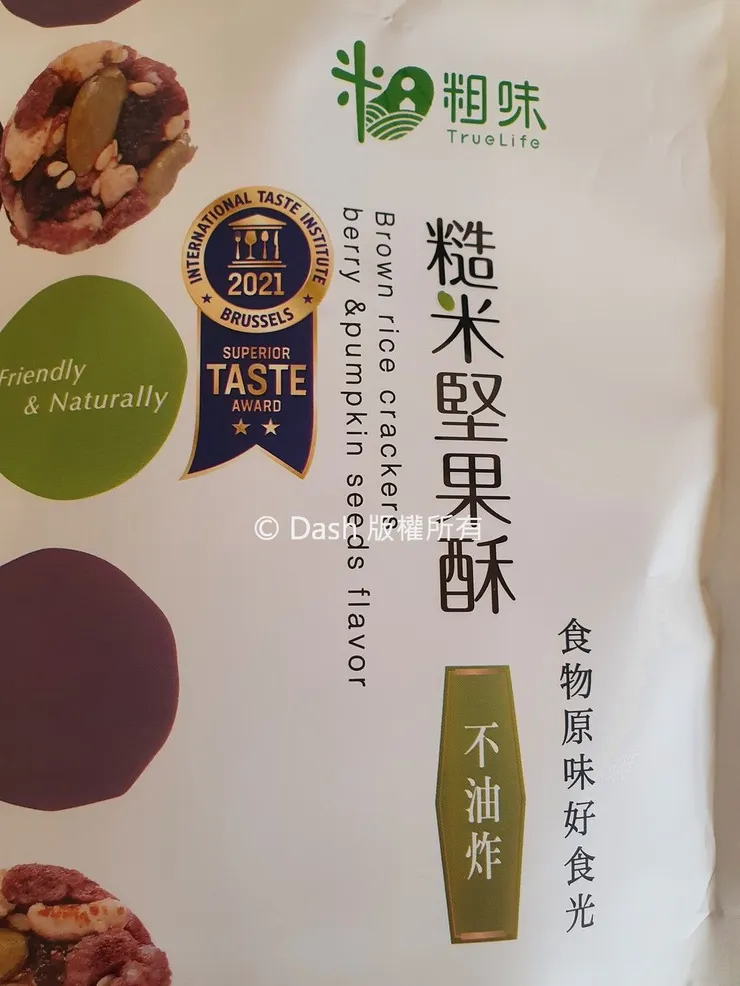 粗味
TrueLife
INTERNATIONAL TASTE INSTITUTE
2021
BRUSSELS
SUPERIOR
TASTE
AWARD
Brown rice crackers
berry &pumpkin seeds flavor
糙米堅果酥
Friendly
& Naturally
© Dash 版權所有
不油炸
食物原味好食光